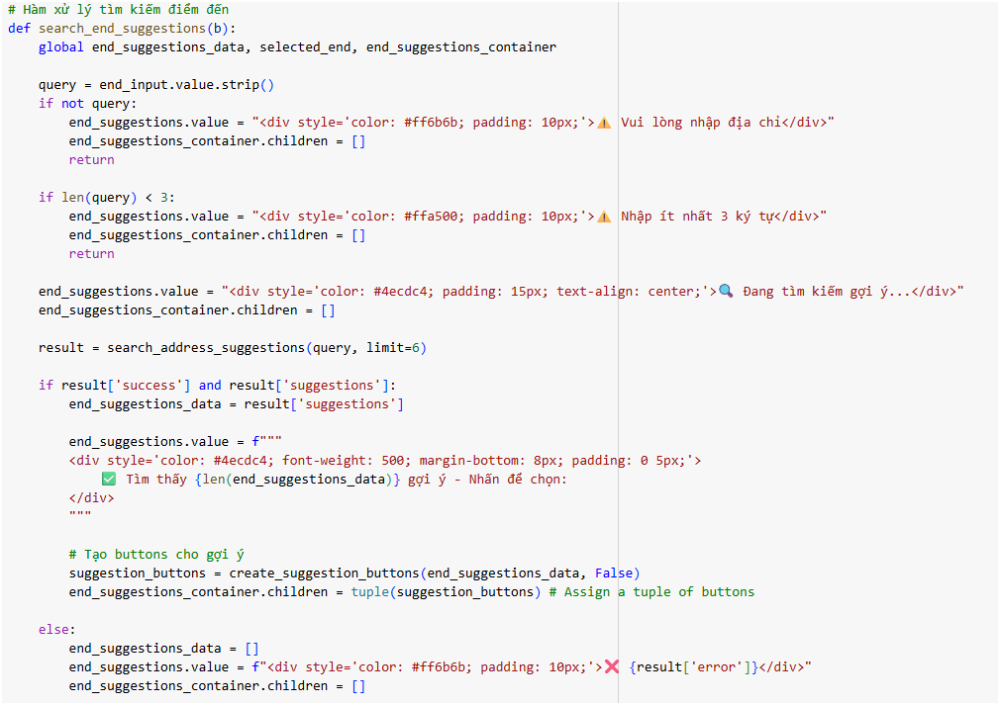 # Hàm xử lý tìm kiếm điểm đến
def search_end_suggestions(b):
    global end_suggestions_data, selected_end, end_suggestions_container

    query = end_input.value.strip()
    if not query:
        end_suggestions.value = "<div style='color: #ff6b6b; padding: 10px;'>⚠️ Vui lòng nhập địa chỉ</div>"
        end_suggestions_container.children = []
        return

    if len(query) < 3:
        end_suggestions.value = "<div style='color: #ffa500; padding: 10px;'>⚠️ Nhập ít nhất 3 ký tự</div>"
        end_suggestions_container.children = []
        return

    end_suggestions.value = "<div style='color: #4ecdc4; padding: 15px; text-align: center;'>🔍 Đang tìm kiếm gợi ý...</div>"
    end_suggestions_container.children = []

    result = search_address_suggestions(query, limit=6)

    if result['success'] and result['suggestions']:
        end_suggestions_data = result['suggestions']

        end_suggestions.value = f"""
        <div style='color: #4ecdc4; font-weight: 500; margin-bottom: 8px; padding: 0 5px;'>
            ✅ Tìm thấy {len(end_suggestions_data)} gợi ý - Nhấn để chọn:
        </div>
        """

        # Tạo buttons cho gợi ý
        suggestion_buttons = create_suggestion_buttons(end_suggestions_data, False)
        end_suggestions_container.children = tuple(suggestion_buttons) # Assign a tuple of buttons

    else:
        end_suggestions_data = []
        end_suggestions.value = f"<div style='color: #ff6b6b; padding: 10px;'>❌ {result['error']}</div>"
        end_suggestions_container.children = []